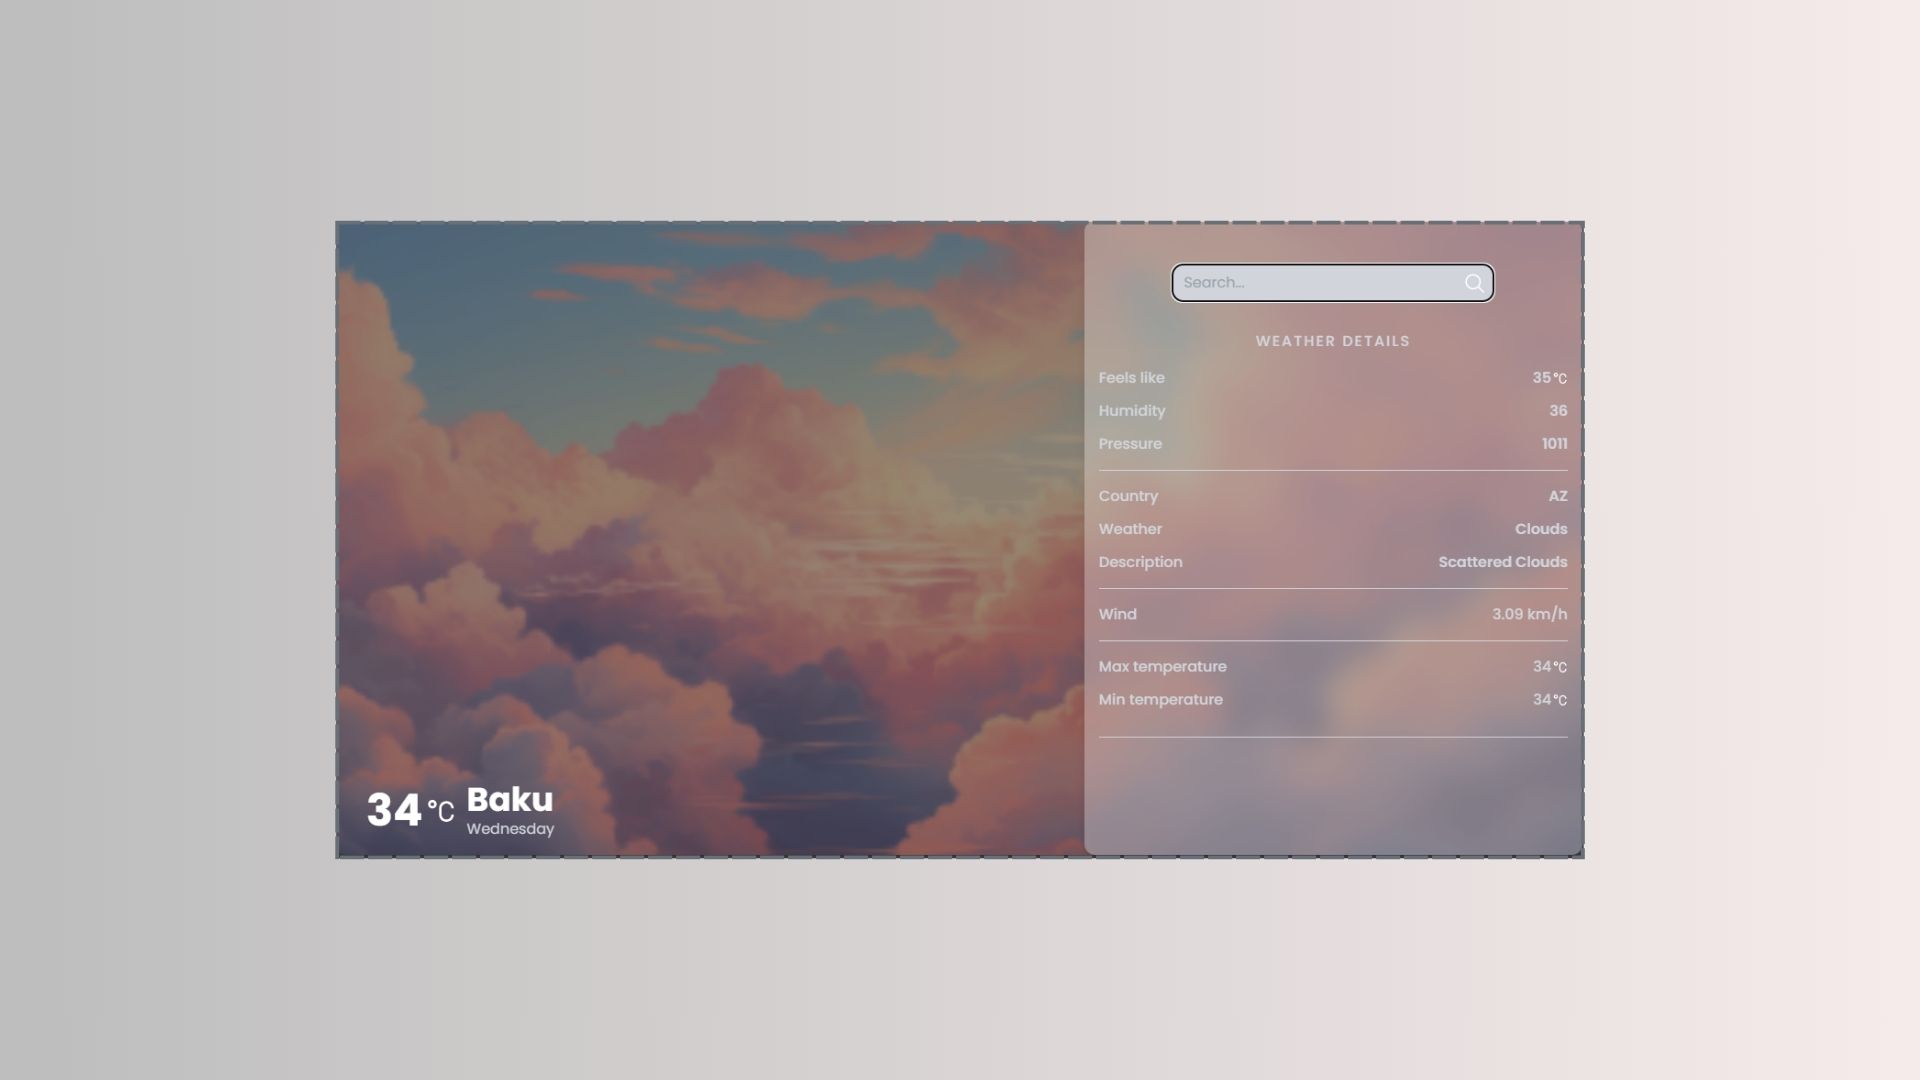 Search...
WEATHER DETAILS
Feels like 35°C
Humidity 36
Pressure 1011
Country AZ
Weather Clouds
Description Scattered Clouds
Wind 3.09 km/h
Max temperature 34°C
Min temperature 34°C
34 °C Baku
Wednesday